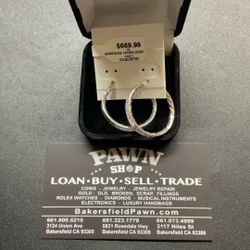 $669.99
PAWN
SHOP
LOAN·BUY·SELL·TRADE
COINS - JEWELRY - JEWELRY REPAIR
GOLD - OLD, BROKEN, SCRAP, FILLINGS
ROLEX WATCHES - DIAMONDS - MUSICAL INSTRUMENTS
ELECTRONICS - LUXURY HANDBAGS
BakersfieldPawn.com
661.800.5210 661.323.1779 661.873.4999
3124 Union Ave 5831 Rosedale Hwy 3117 Niles St
Bakersfield CA 93305 Bakersfield CA 93308 Bakersfield CA 93306